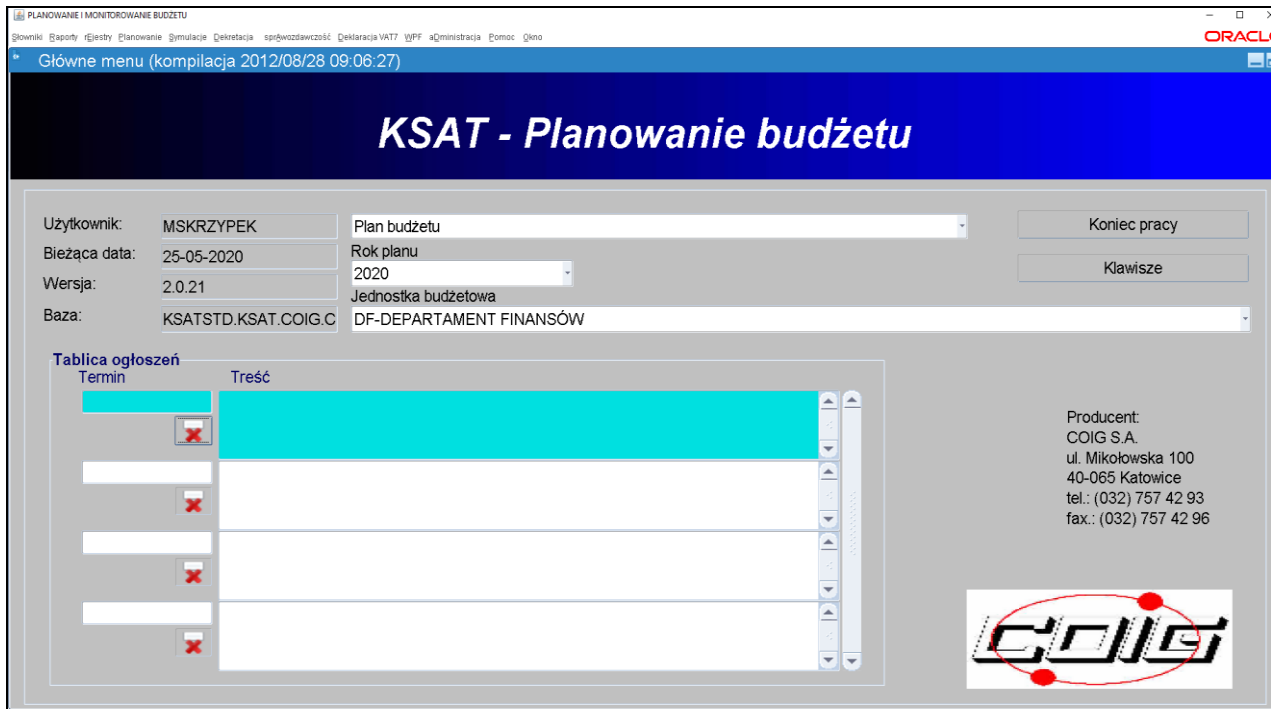 PLANOWANIE I MONITOROWANIE BUDŻETU
Słowniki Raporty rEjestry Planowanie Symulacje Dekretacja sprAwozdawczość Deklaracja VAT7 WPF aDministracja Pomoc Okno
ORACLE
Główne menu (kompilacja 2012/08/28 09:06:27)
KSAT - Planowanie budżetu
Użytkownik: MSKRZYPEK Plan budżetu Koniec pracy
Bieżąca data: 25-05-2020 Rok planu
2020 Klawisze
Wersja: 2.0.21
Jednostka budżetowa
Baza: KSATSTD.KSAT.COIG.C DF-DEPARTAMENT FINANSÓW
Tablica ogłoszeń
Termin Treść
Producent:
COIG S.A.
ul. Mikołowska 100
40-065 Katowice
tel.: (032) 757 42 93
fax.: (032) 757 42 96
COIG